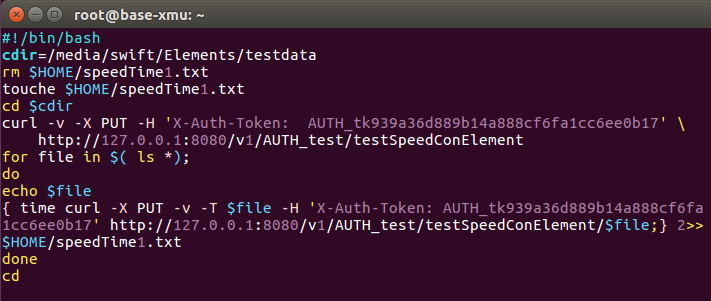 root@base-xmu: ~
#!/bin/bash
cdir=/media/swift/Elements/testdata
rm $HOME/speedTime1.txt
touche $HOME/speedTime1.txt
cd $cdir
curl -v -X PUT -H 'X-Auth-Token:  AUTH_tk939a36d889b14a888cf6fa1cc6ee0b17' \
    http://127.0.0.1:8080/v1/AUTH_test/testSpeedConElement
for file in $( ls *);
do
echo $file
{ time curl -X PUT -v -T $file -H 'X-Auth-Token: AUTH_tk939a36d889b14a888cf6fa
1cc6ee0b17' http://127.0.0.1:8080/v1/AUTH_test/testSpeedConElement/$file;} 2>>
$HOME/speedTime1.txt
done
cd